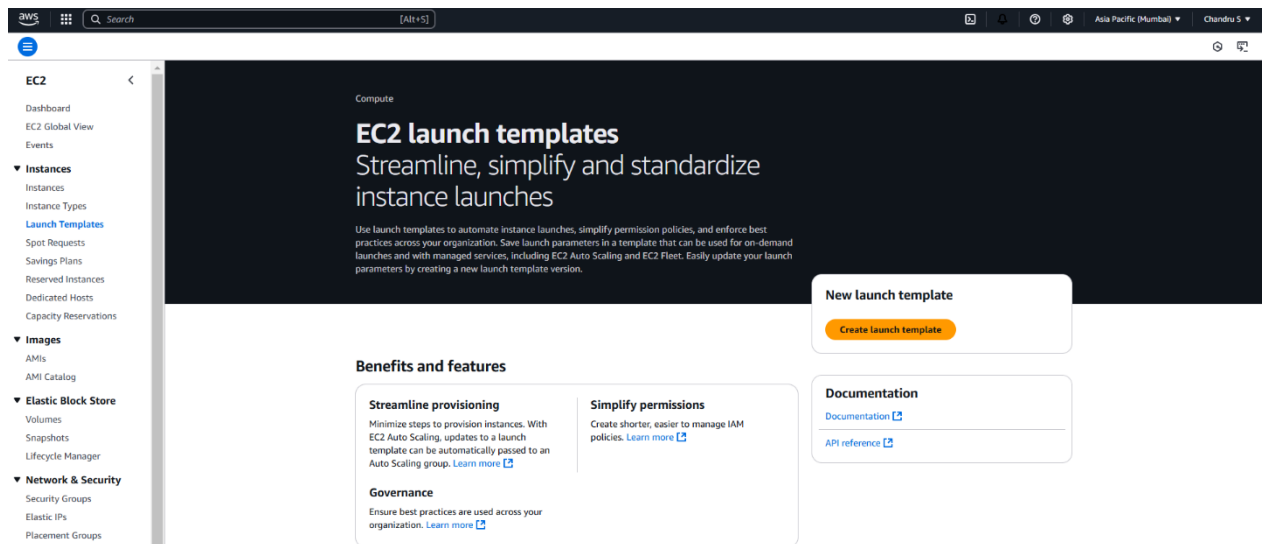 aws
Search
[Alt+S]
Asia Pacific (Mumbai)
Chandru S
EC2
Dashboard
EC2 Global View
Events
Instances
Instances
Instance Types
Launch Templates
Spot Requests
Savings Plans
Reserved Instances
Dedicated Hosts
Capacity Reservations
Images
AMIs
AMI Catalog
Elastic Block Store
Volumes
Snapshots
Lifecycle Manager
Network & Security
Security Groups
Elastic IPs
Placement Groups
Compute
EC2 launch templates
Streamline, simplify and standardize
instance launches
Use launch templates to automate instance launches, simplify permission policies, and enforce best
practices across your organization. Save launch parameters in a template that can be used for on-demand
launches and with managed services, including EC2 Auto Scaling and EC2 Fleet. Easily update your launch
parameters by creating a new launch template version.
New launch template
Create launch template
Benefits and features
Streamline provisioning
Minimize steps to provision instances. With
EC2 Auto Scaling, updates to a launch
template can be automatically passed to an
Auto Scaling group. Learn more
Simplify permissions
Create shorter, easier to manage IAM
policies. Learn more
Governance
Ensure best practices are used across your
organization. Learn more
Documentation
Documentation
API reference